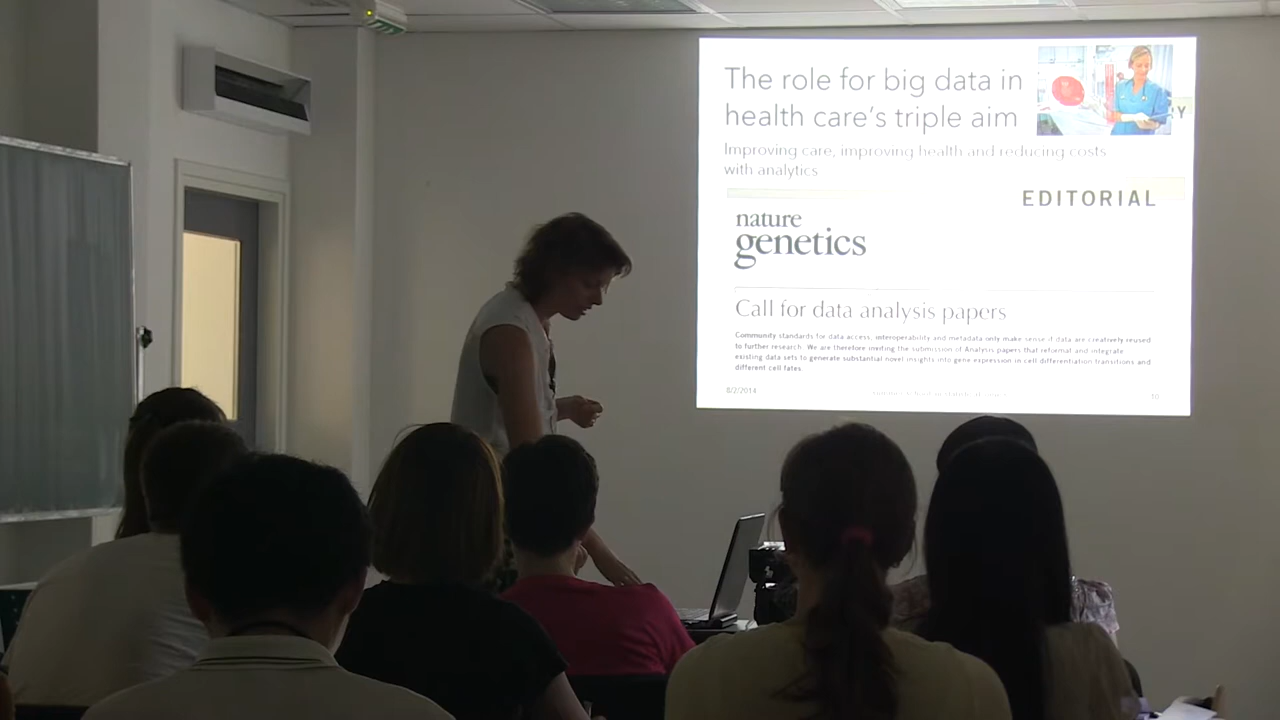 The role for big data in
health care's triple aim
Y
Improving care, improving health and reducing costs
with analytics
EDITORIAL
nature
genetics
Call for data analysis papers
Community standards for data access, interoperability and metadata only make sense if data are creatively reused
to further research. We are therefore inviting the submission of Analysis papers that reformat and integrate
existing data sets to generate substantial novel insights into gene expression in cell differentiation transitions and
different cell fates.
8/2/2014
10